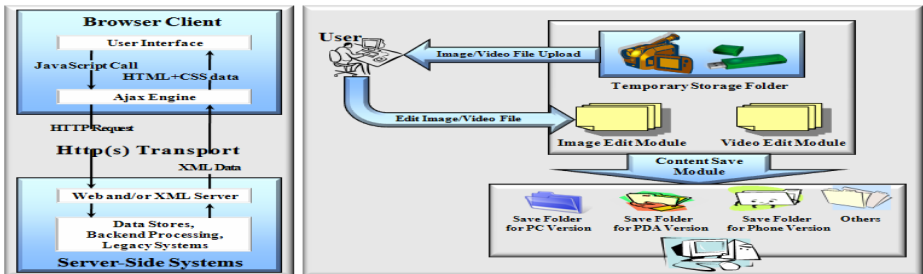 Browser Client
User Interface
JavaScript Call
HTML+CSS data
Ajax Engine
HTTP Request
Http(s) Transport
XML Data
Web and/or XML Server
Data Stores,
Backend Processing,
Legacy Systems
Server-Side Systems
User
Image/Video File Upload
Temporary Storage Folder
Edit Image/Video File
Image Edit Module
Video Edit Module
Content Save
Module
Save Folder
for PC Version
Save Folder
for PDA Version
Save Folder
for Phone Version
Others